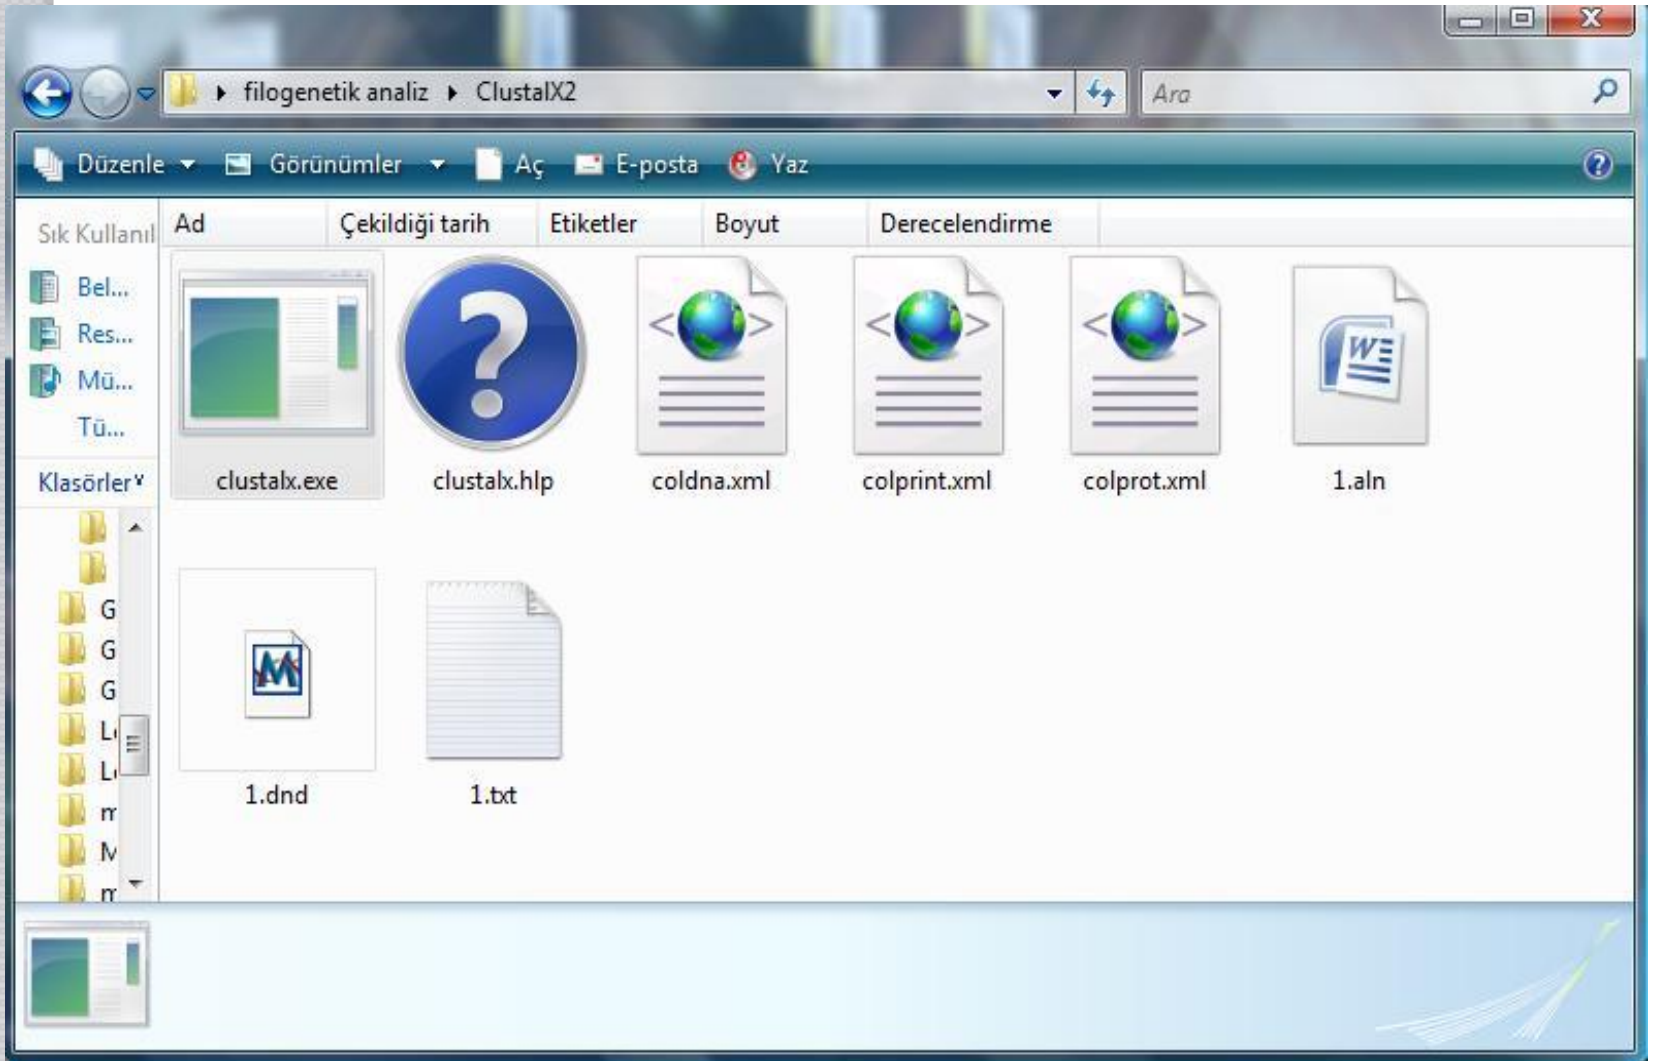 filogenetik analiz ClustalX2
Ara
Düzenle Görünümler Aç E-posta Yaz
Sık Kullanıl
Ad Çekildiği tarih Etiketler Boyut Derecelendirme
Bel...
Res...
Mü...
Tü...
Klasörler
G
G
G
m
M
m
clustalx.exe clustalx.hlp coldna.xml colprint.xml colprot.xml 1.aln
1.dnd 1.txt